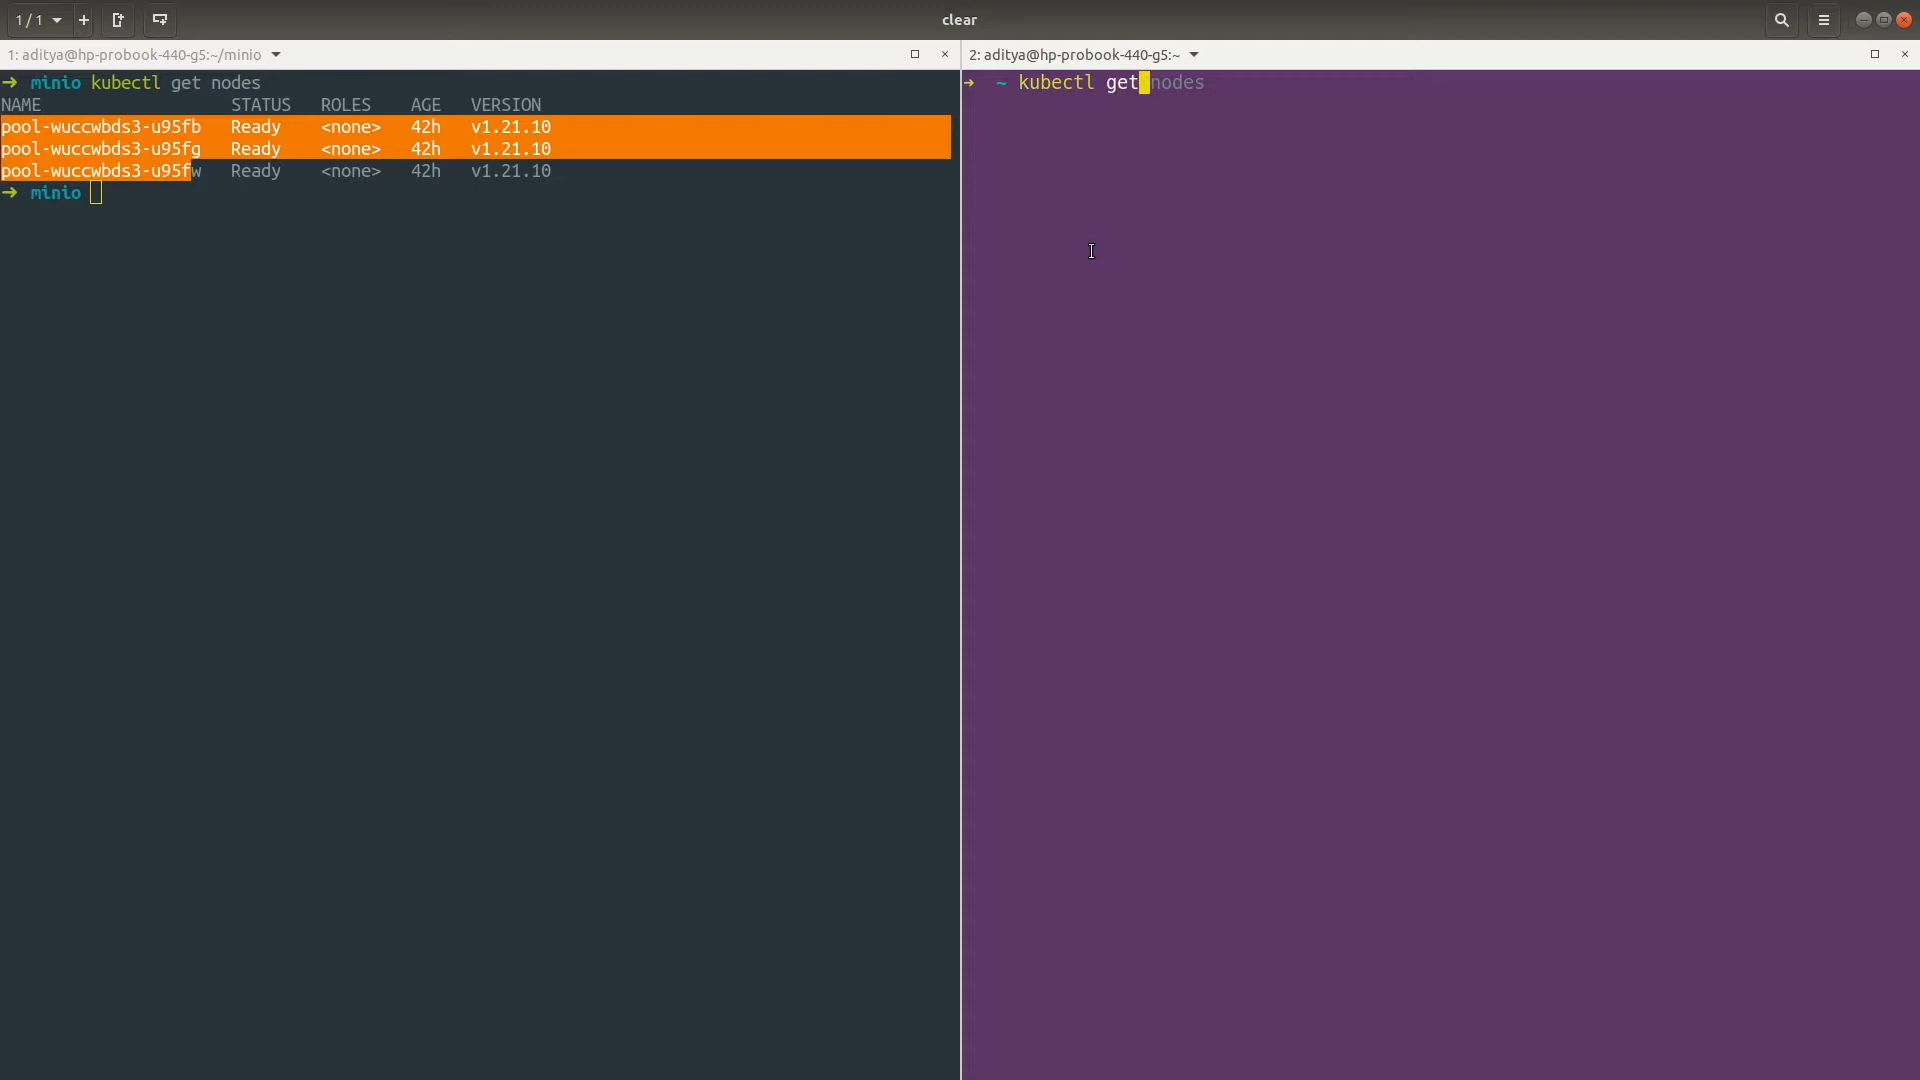 1 / 1
clear
1: aditya@hp-probook-440-g5:~/minio
➜ minio kubectl get nodes
NAME STATUS ROLES AGE VERSION
pool-wuccwbds3-u95fb Ready <none> 42h v1.21.10
pool-wuccwbds3-u95fg Ready <none> 42h v1.21.10
pool-wuccwbds3-u95fw Ready <none> 42h v1.21.10
➜ minio
2: aditya@hp-probook-440-g5:~
➜ ~ kubectl get nodes